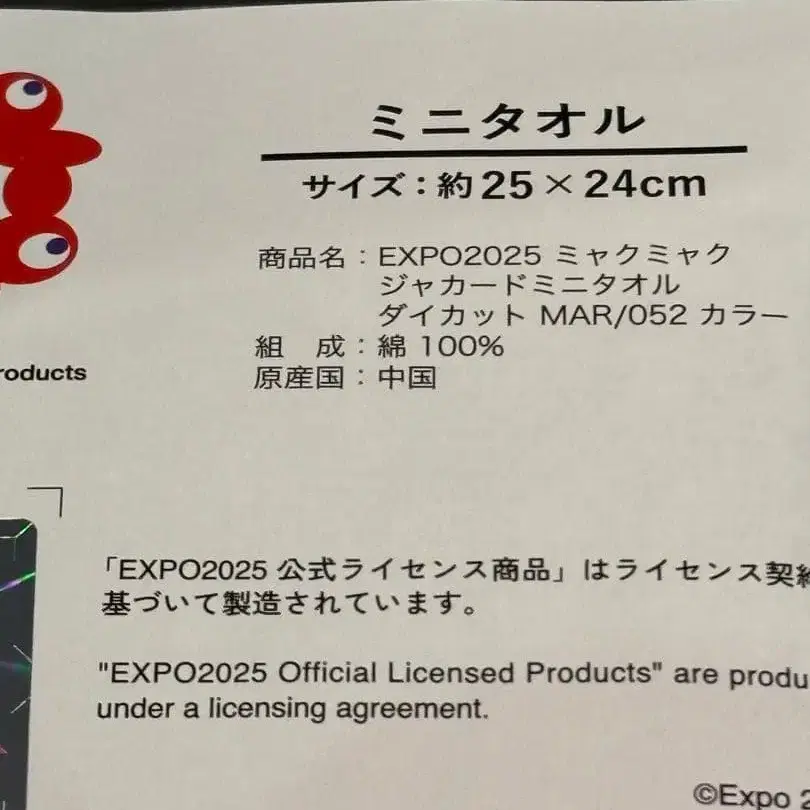 ミニタオル
サイズ：約25×24cm
商品名：EXPO2025 ミャクミャク
ジャカードミニタオル
ダイカット MAR/052 カラー
組　成：綿 100%
原産国：中国
roducts
「EXPO2025 公式ライセンス商品」はライセンス契約
基づいて製造されています。
"EXPO2025 Official Licensed Products" are produ
under a licensing agreement.
©Expo 2